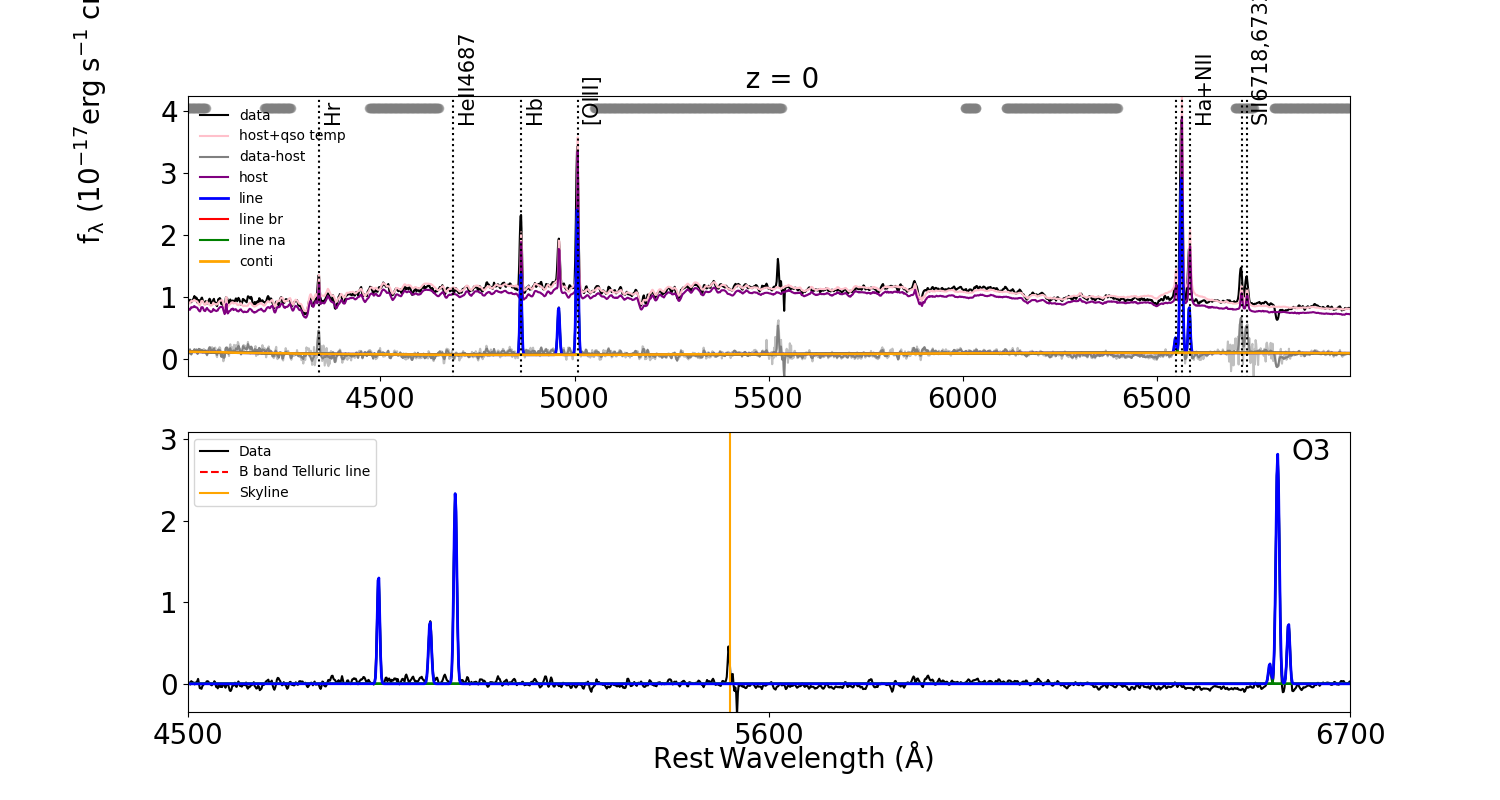 z = 0
f_λ (10^−17 erg s^−1 c
Hr
HeII4687
Hb
[OIII]
Ha+NII
SII6718,673
4
3
2
1
0
data
host+qso temp
data-host
host
line
line br
line na
conti
4500 5000 5500 6000 6500
3
2
1
0
Data
B band Telluric line
Skyline
O3
4500 5600 6700
Rest Wavelength (Å)